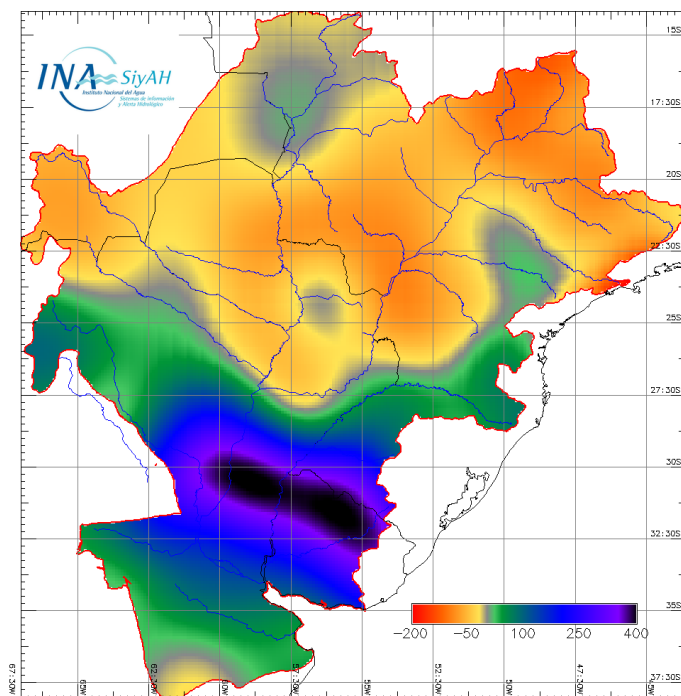 INA SiyAH
Instituto Nacional del Agua
Sistemas de Información
y Alerta Hidrológico
15S
17:30S
20S
22:30S
25S
27:30S
30S
32:30S
35S
37:30S
−200 −50 100 250 400
67:30W 65W 62:30W 60W 57:30W 55W 52:30W 50W 47:30W 45W